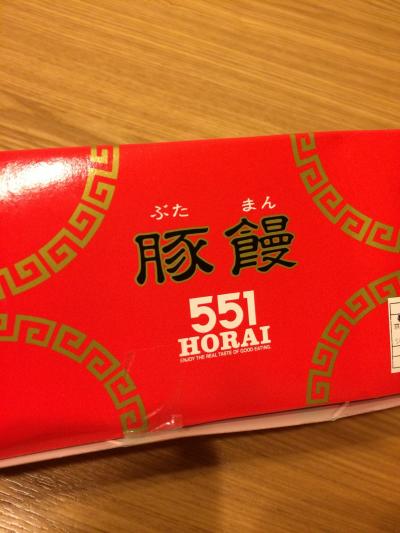 ぶた まん
豚饅
551
HORAI
ENJOY THE REAL TASTE OF GOOD EATING.